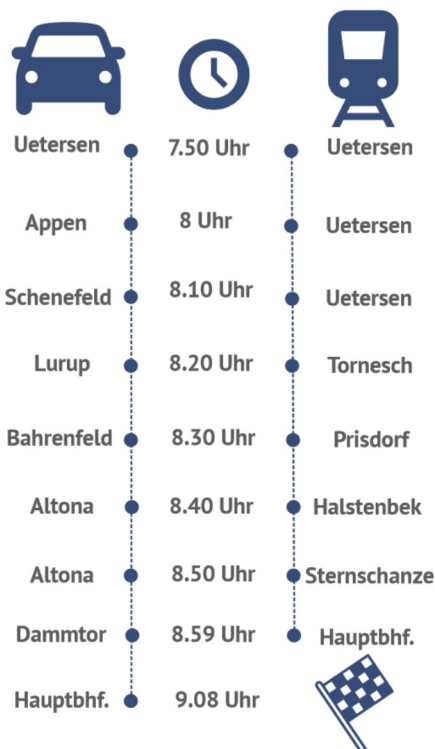 Uetersen 7.50 Uhr Uetersen
Appen 8 Uhr Uetersen
Schenefeld 8.10 Uhr Uetersen
Lurup 8.20 Uhr Tornesch
Bahrenfeld 8.30 Uhr Prisdorf
Altona 8.40 Uhr Halstenbek
Altona 8.50 Uhr Sternschanze
Dammtor 8.59 Uhr Hauptbhf.
Hauptbhf. 9.08 Uhr